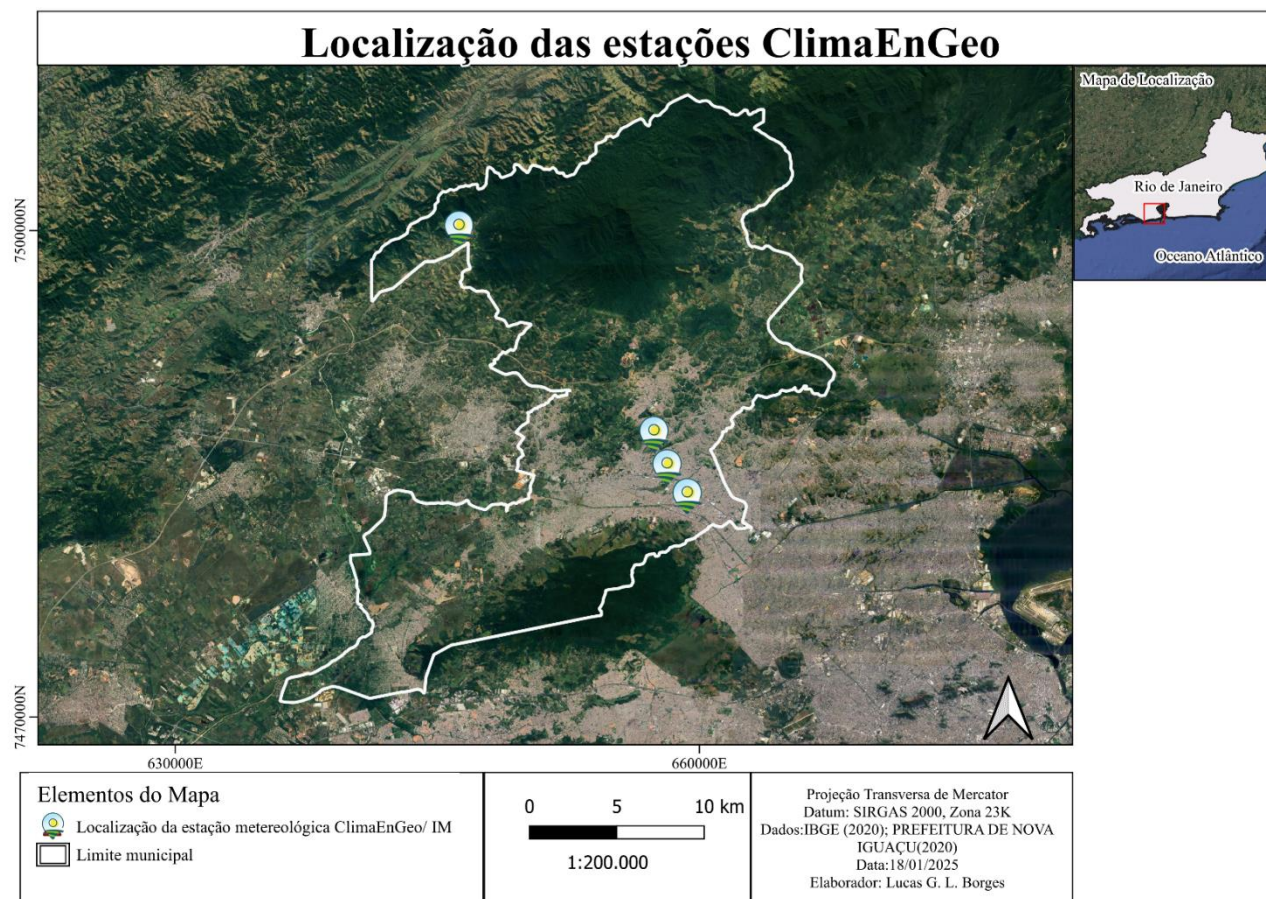 Localização das estações ClimaEnGeo
Mapa de Localização
Rio de Janeiro
Oceano Atlântico
7500000N
7470000N
630000E
660000E
Elementos do Mapa
Localização da estação metereológica ClimaEnGeo/ IM
Limite municipal
0 5 10 km
1:200.000
Projeção Transversa de Mercator
Datum: SIRGAS 2000, Zona 23K
Dados:IBGE (2020); PREFEITURA DE NOVA
IGUAÇU(2020)
Data:18/01/2025
Elaborador: Lucas G. L. Borges